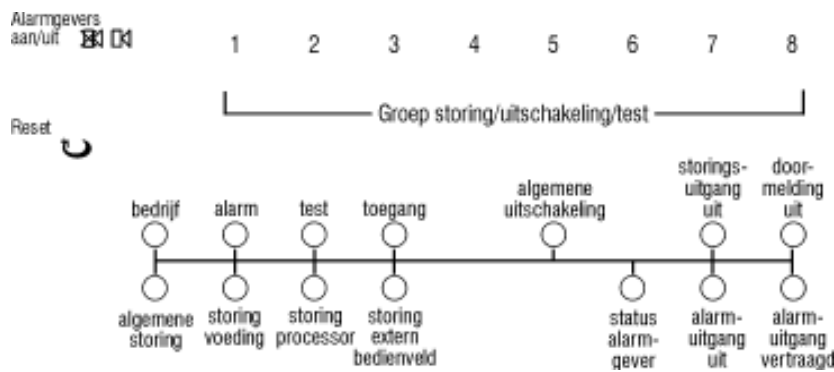 Alarmgevers
aan/uit
1 2 3 4 5 6 7 8
Groep storing/uitschakeling/test
Reset
bedrijf
alarm
test
toegang
algemene
uitschakeling
storings-
uitgang
uit
door-
melding
uit
algemene
storing
storing
voeding
storing
processor
storing
extern
bedienveld
status
alarm-
gever
alarm-
uitgang
uit
alarm-
uitgang
vertraagd